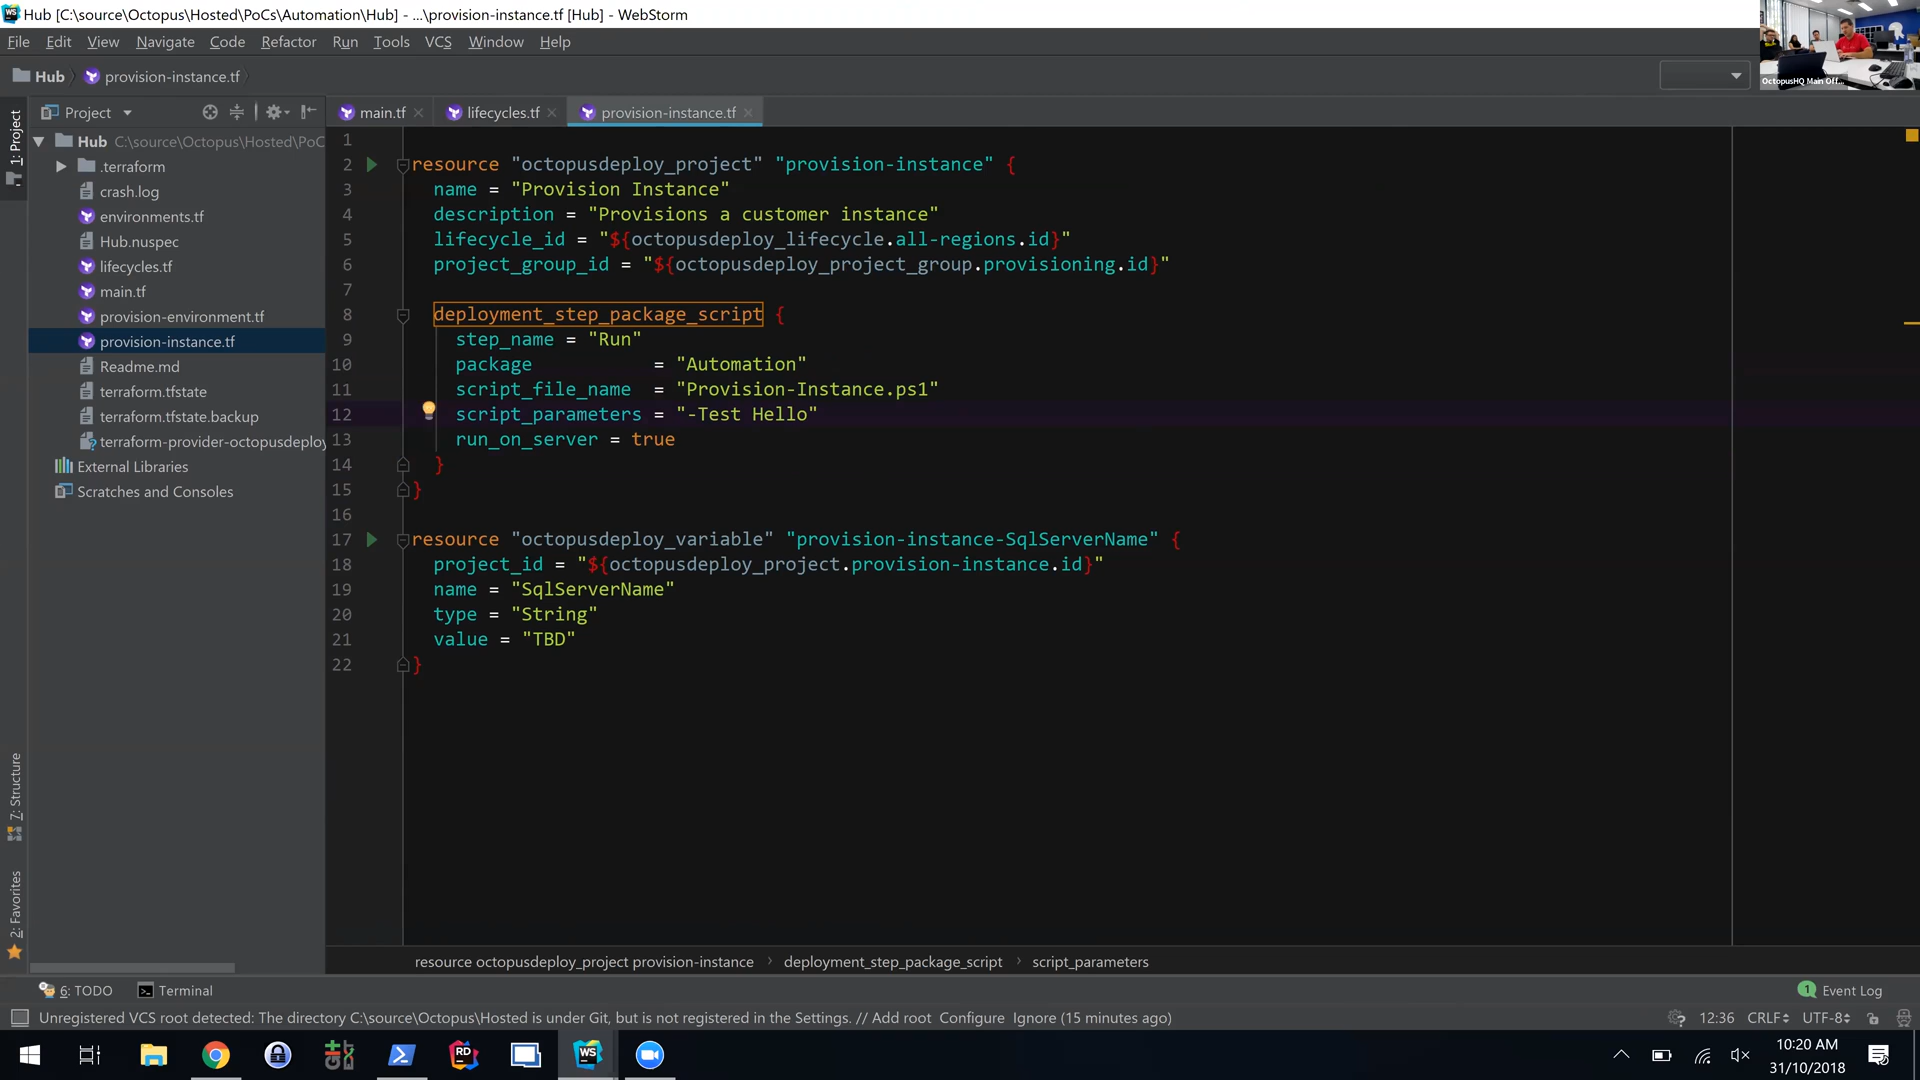 Hub [C:\source\Octopus\Hosted\PoCs\Automation\Hub] - ...\provision-instance.tf [Hub] - WebStorm
File Edit View Navigate Code Refactor Run Tools VCS Window Help
OctopusHQ Main Off...
Hub provision-instance.tf
1: Project
Project
main.tf lifecycles.tf provision-instance.tf
Hub C:\source\Octopus\Hosted\PoC
.terraform
crash.log
environments.tf
Hub.nuspec
lifecycles.tf
main.tf
provision-environment.tf
provision-instance.tf
Readme.md
terraform.tfstate
terraform.tfstate.backup
terraform-provider-octopusdeploy
External Libraries
Scratches and Consoles
1
2 resource "octopusdeploy_project" "provision-instance" {
3 name = "Provision Instance"
4 description = "Provisions a customer instance"
5 lifecycle_id = "${octopusdeploy_lifecycle.all-regions.id}"
6 project_group_id = "${octopusdeploy_project_group.provisioning.id}"
7
8 deployment_step_package_script {
9 step_name = "Run"
10 package = "Automation"
11 script_file_name = "Provision-Instance.ps1"
12 script_parameters = "-Test Hello"
13 run_on_server = true
14 }
15 }
16
17 resource "octopusdeploy_variable" "provision-instance-SqlServerName" {
18 project_id = "${octopusdeploy_project.provision-instance.id}"
19 name = "SqlServerName"
20 type = "String"
21 value = "TBD"
22 }
7: Structure
2: Favorites
resource octopusdeploy_project provision-instance deployment_step_package_script script_parameters
6: TODO Terminal 1 Event Log
Unregistered VCS root detected: The directory C:\source\Octopus\Hosted is under Git, but is not registered in the Settings. // Add root Configure Ignore (15 minutes ago) 12:36 CRLF UTF-8
WS
RD
10:20 AM
31/10/2018